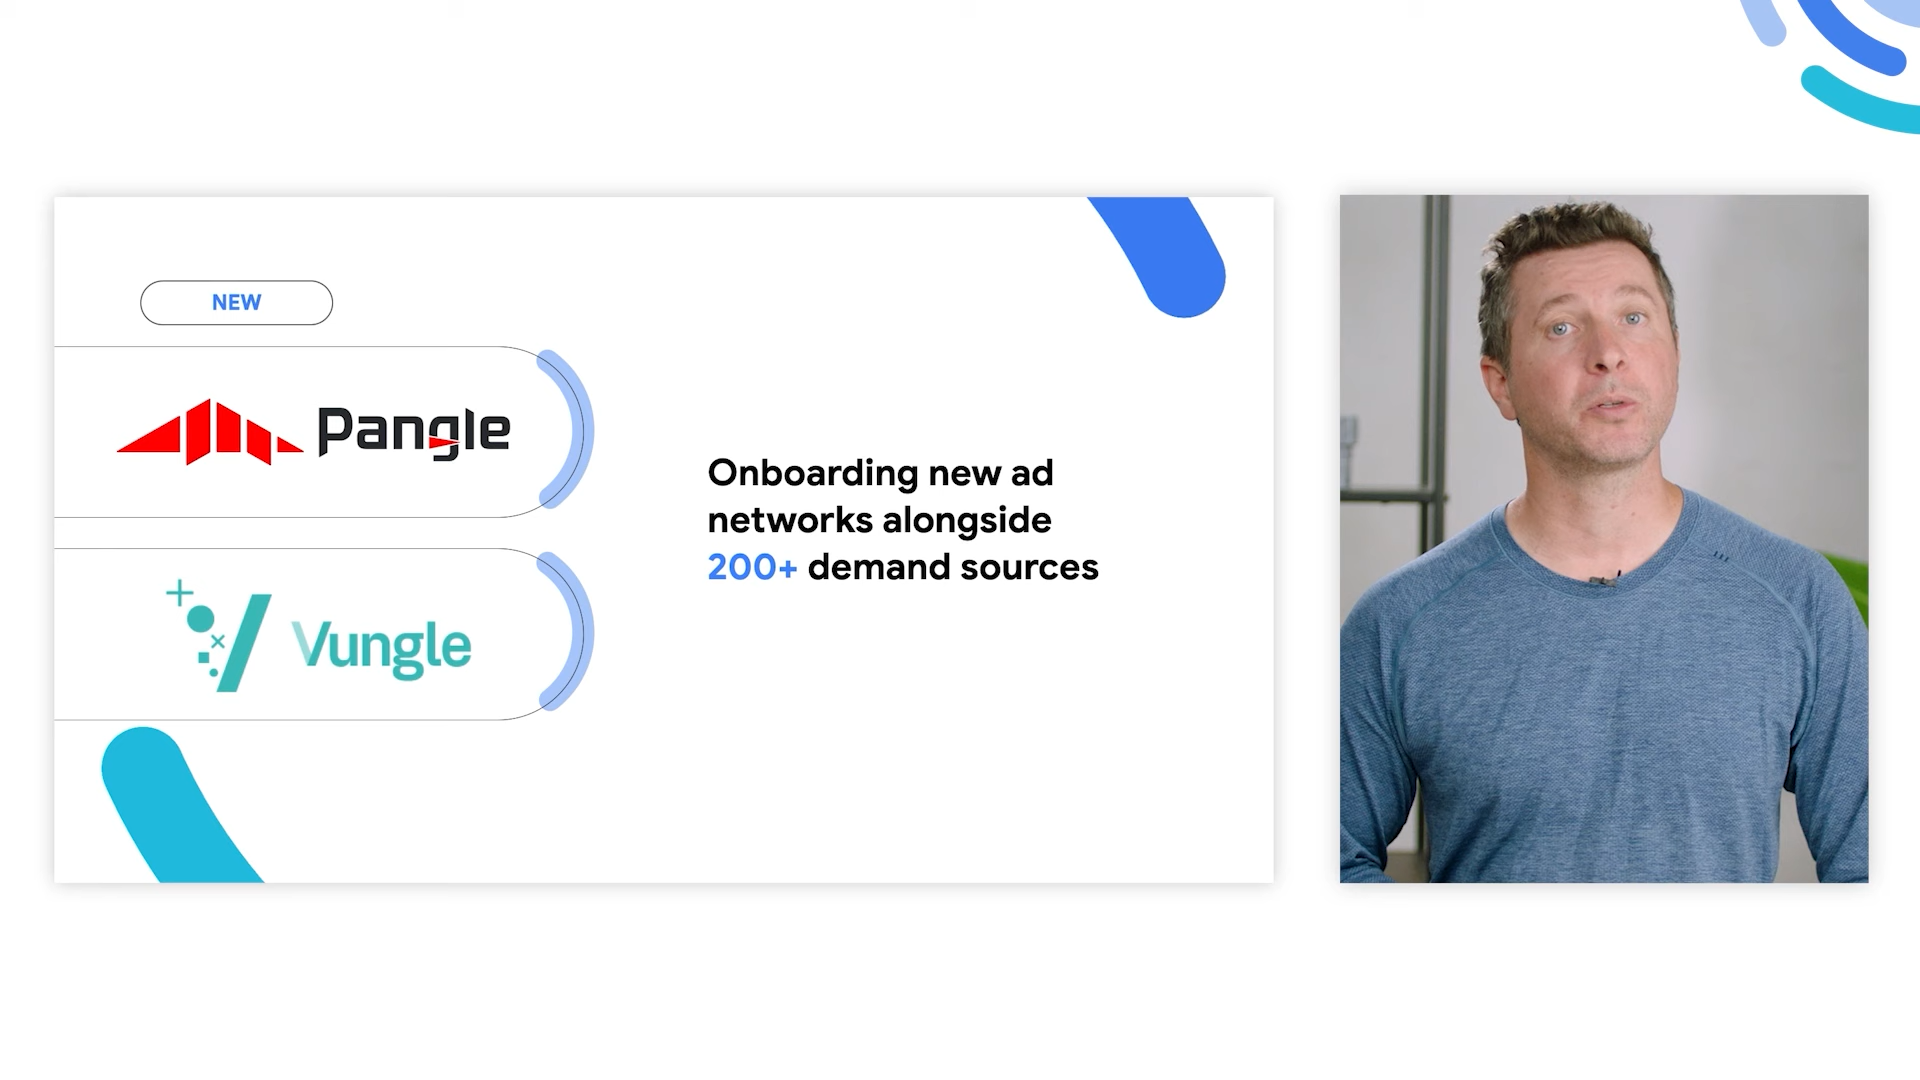 NEW
Pangle
Vungle
Onboarding new ad
networks alongside
200+ demand sources